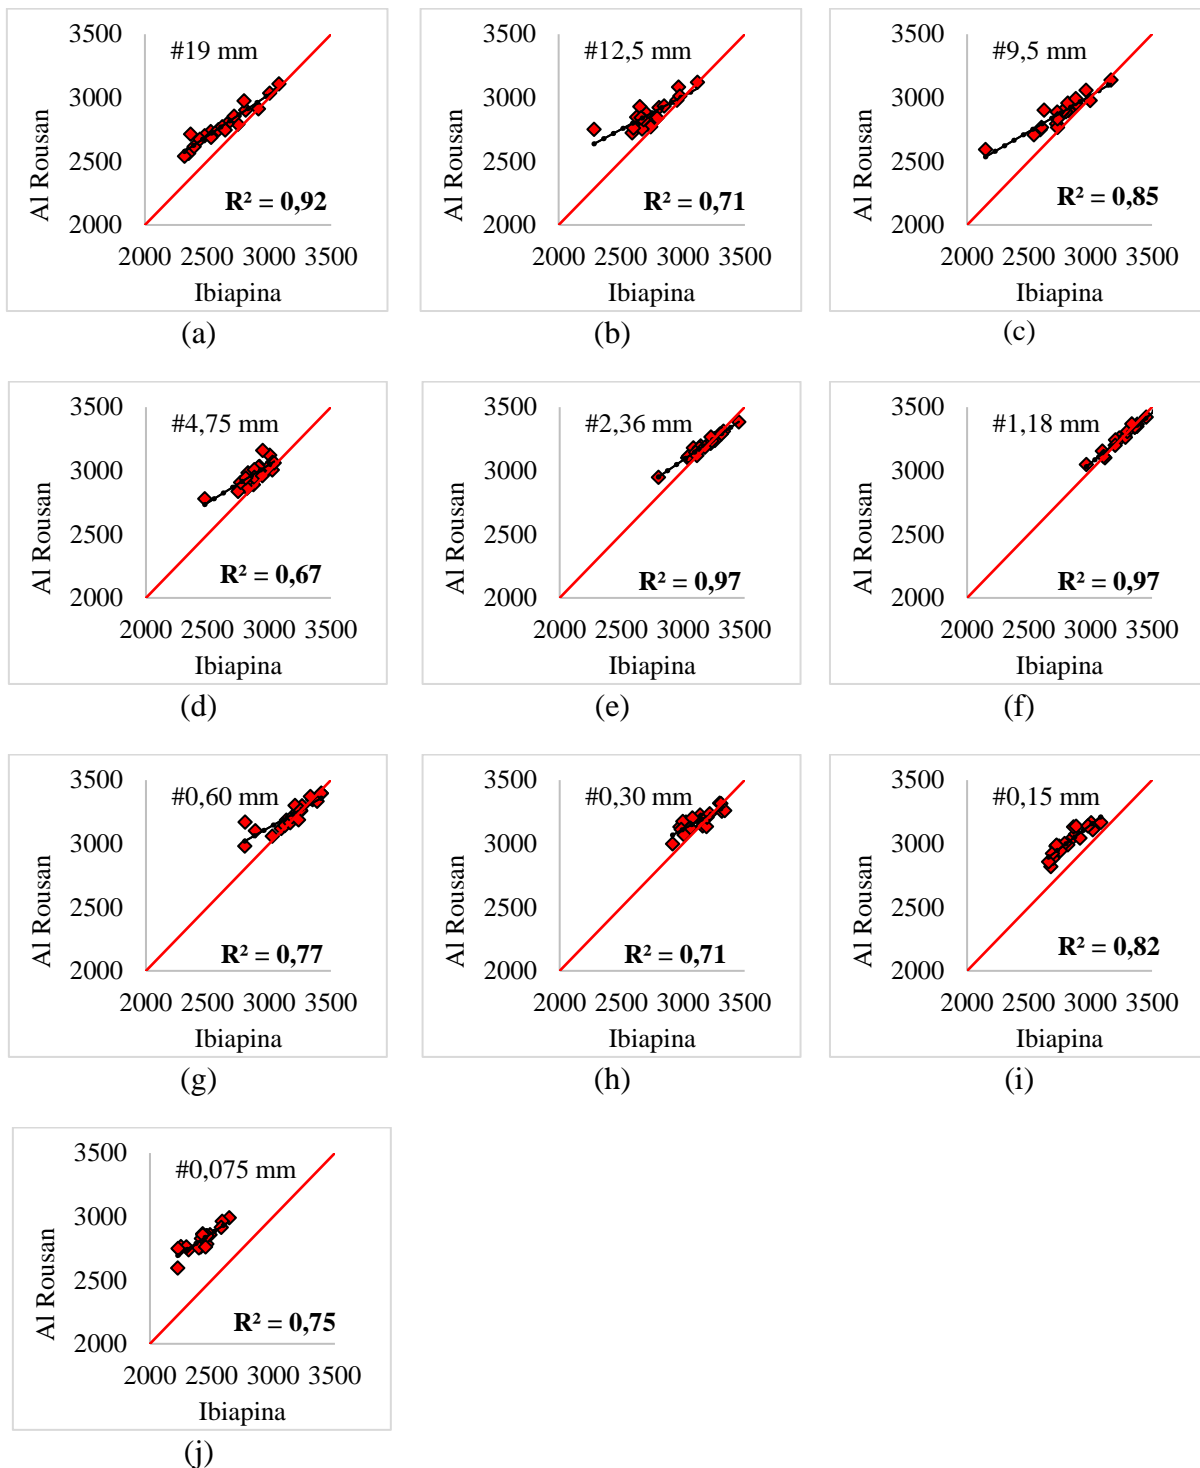 3500
#19 mm
3000
2500
R² = 0,92
2000
2000 2500 3000 3500
Al Rousan
Ibiapina
(a)
3500
#12,5 mm
3000
2500
R² = 0,71
2000
2000 2500 3000 3500
Al Rousan
Ibiapina
(b)
3500
#9,5 mm
3000
2500
R² = 0,85
2000
2000 2500 3000 3500
Al Rousan
Ibiapina
(c)
3500
#4,75 mm
3000
2500
R² = 0,67
2000
2000 2500 3000 3500
Al Rousan
Ibiapina
(d)
3500
#2,36 mm
3000
2500
R² = 0,97
2000
2000 2500 3000 3500
Al Rousan
Ibiapina
(e)
3500
#1,18 mm
3000
2500
R² = 0,97
2000
2000 2500 3000 3500
Al Rousan
Ibiapina
(f)
3500
#0,60 mm
3000
2500
R² = 0,77
2000
2000 2500 3000 3500
Al Rousan
Ibiapina
(g)
3500
#0,30 mm
3000
2500
R² = 0,71
2000
2000 2500 3000 3500
Al Rousan
Ibiapina
(h)
3500
#0,15 mm
3000
2500
R² = 0,82
2000
2000 2500 3000 3500
Al Rousan
Ibiapina
(i)
3500
#0,075 mm
3000
2500
R² = 0,75
2000
2000 2500 3000 3500
Al Rousan
Ibiapina
(j)